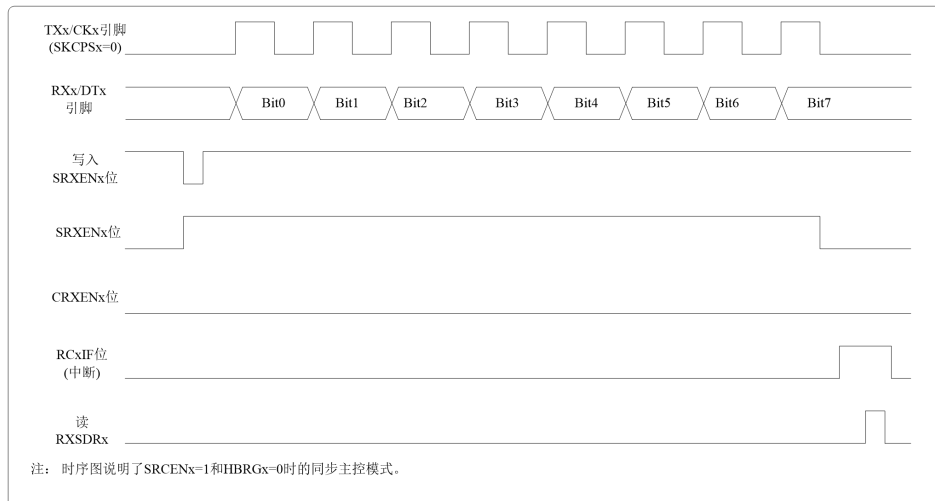 TXx/CKx引脚
(SKCPSx=0)
RXx/DTx
引脚
Bit0 Bit1 Bit2 Bit3 Bit4 Bit5 Bit6 Bit7
写入
SRXENx位
SRXENx位
CRXENx位
RCxIF位
(中断)
读
RXSDRx
注： 时序图说明了SRCENx=1和HBRGx=0时的同步主控模式。